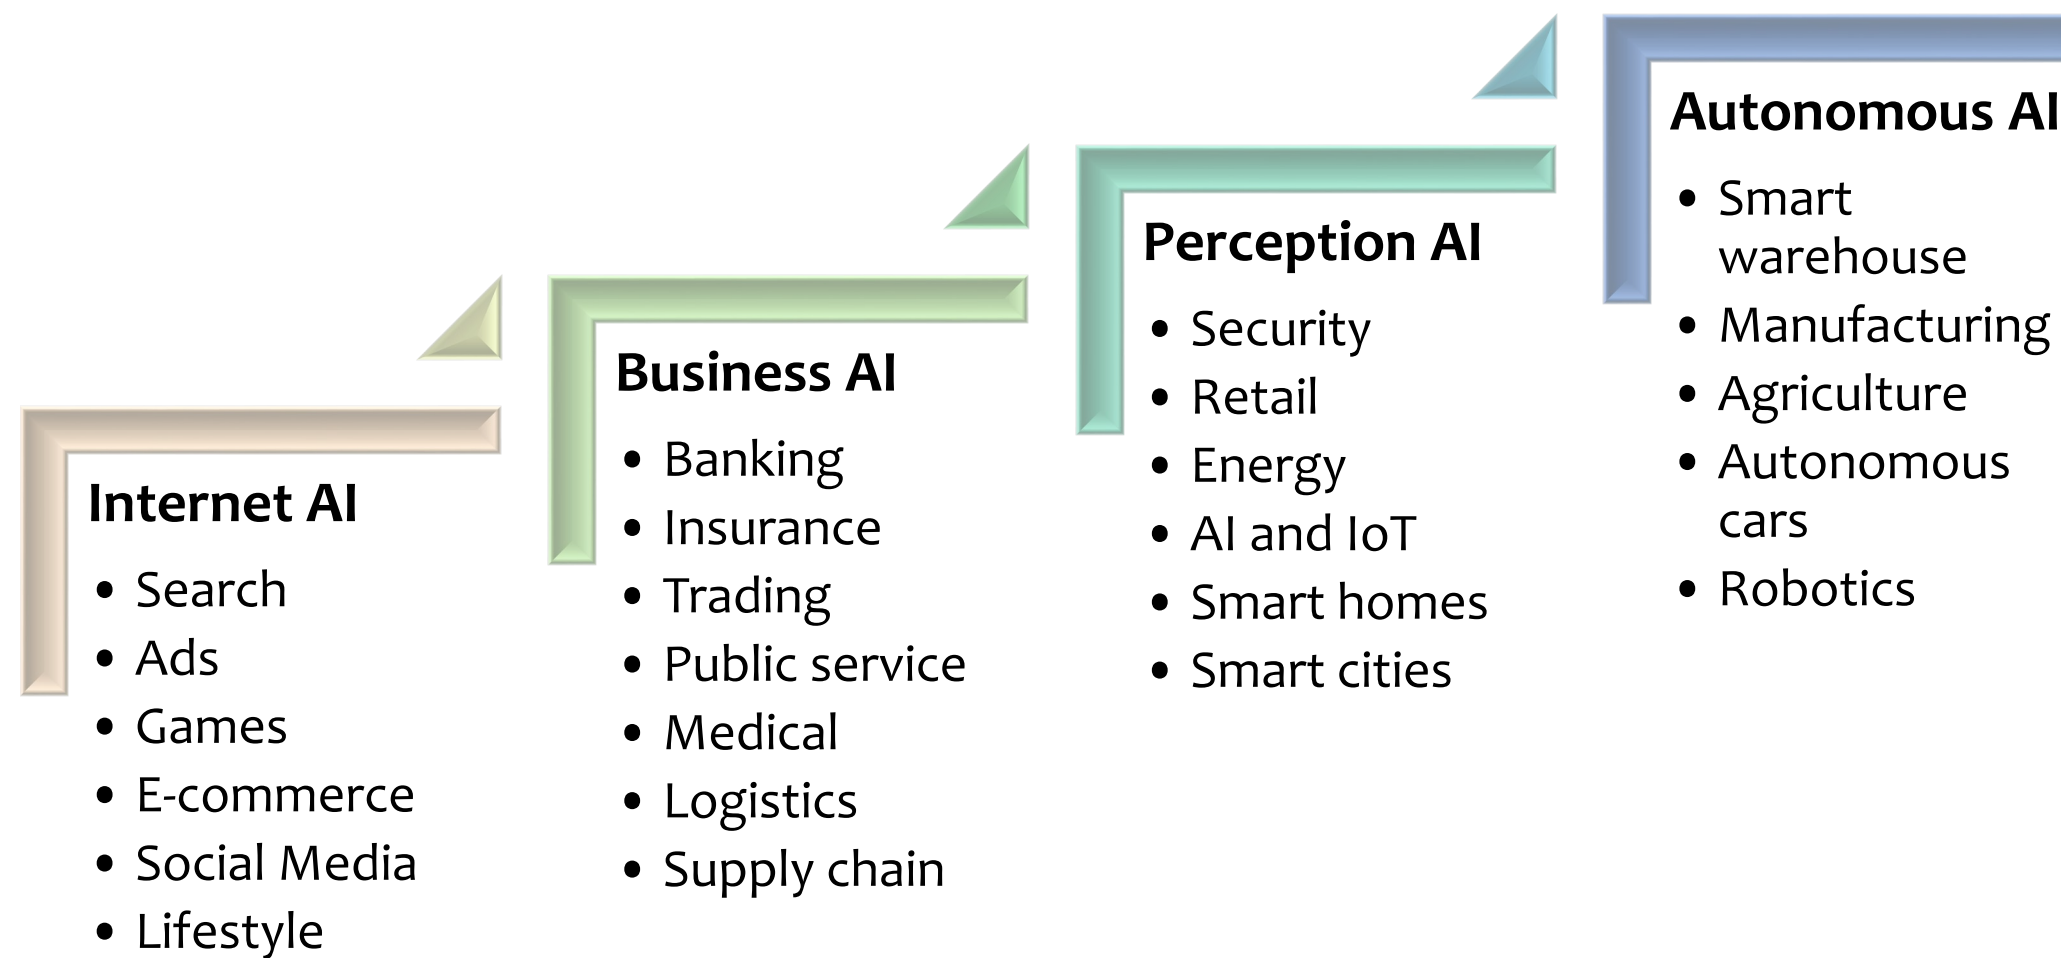 Internet AI
• Search
• Ads
• Games
• E-commerce
• Social Media
• Lifestyle
Business AI
• Banking
• Insurance
• Trading
• Public service
• Medical
• Logistics
• Supply chain
Perception AI
• Security
• Retail
• Energy
• AI and IoT
• Smart homes
• Smart cities
Autonomous AI
• Smart
warehouse
• Manufacturing
• Agriculture
• Autonomous
cars
• Robotics